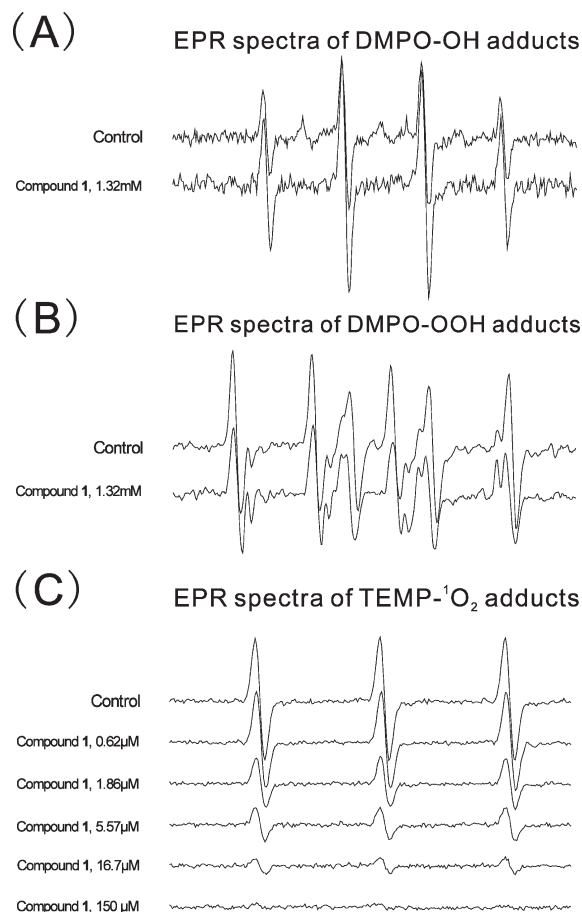 (A)
EPR spectra of DMPO-OH adducts
Control
Compound 1, 1.32mM
(B)
EPR spectra of DMPO-OOH adducts
Control
Compound 1, 1.32mM
(C)
EPR spectra of TEMP-¹O₂ adducts
Control
Compound 1, 0.62µM
Compound 1, 1.86µM
Compound 1, 5.57µM
Compound 1, 16.7µM
Compound 1, 150 µM